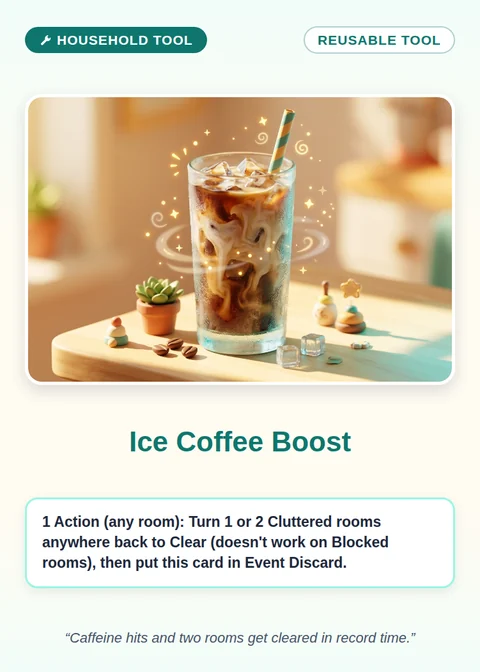 HOUSEHOLD TOOL
REUSABLE TOOL
Ice Coffee Boost
1 Action (any room): Turn 1 or 2 Cluttered rooms
anywhere back to Clear (doesn't work on Blocked
rooms), then put this card in Event Discard.
“Caffeine hits and two rooms get cleared in record time.”